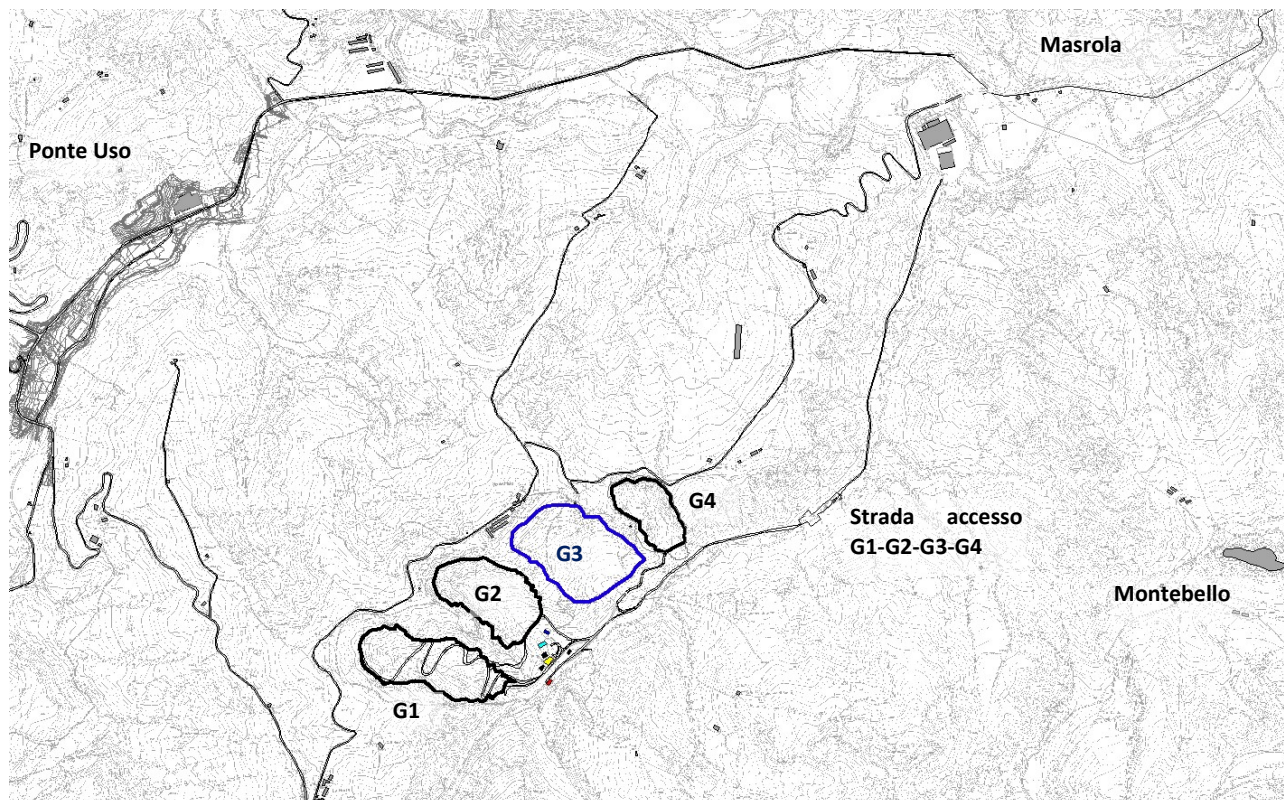 Masrola
Ponte Uso
G4
Strada accesso
G1-G2-G3-G4
G3
G2
Montebello
G1